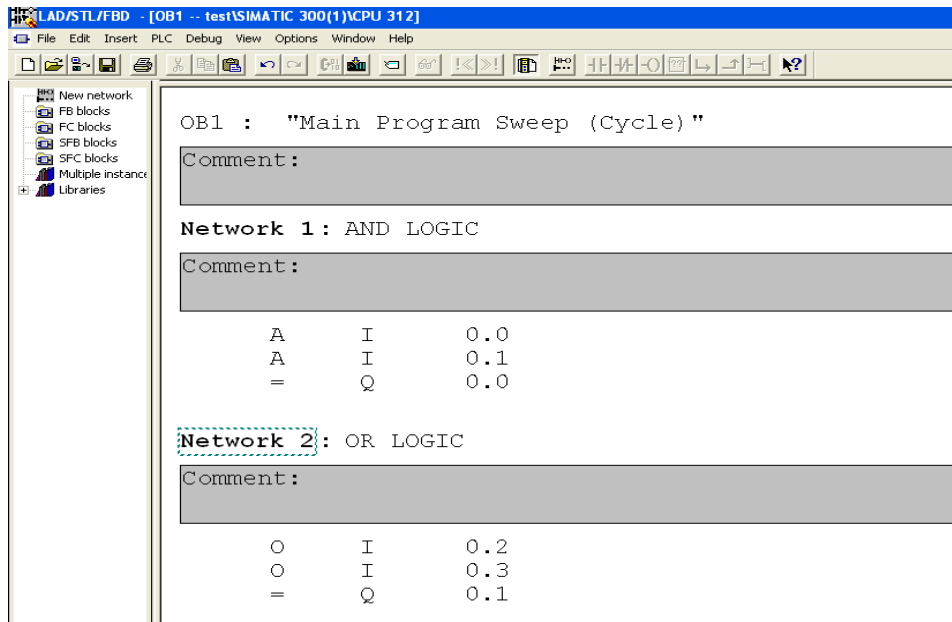 LAD/STL/FBD - [OB1 -- test\SIMATIC 300(1)\CPU 312]
File Edit Insert PLC Debug View Options Window Help
New network
FB blocks
FC blocks
SFB blocks
SFC blocks
Multiple instance
Libraries
OB1 : "Main Program Sweep (Cycle)"
Comment:
Network 1: AND LOGIC
Comment:
A I 0.0
A I 0.1
= Q 0.0
Network 2: OR LOGIC
Comment:
O I 0.2
O I 0.3
= Q 0.1